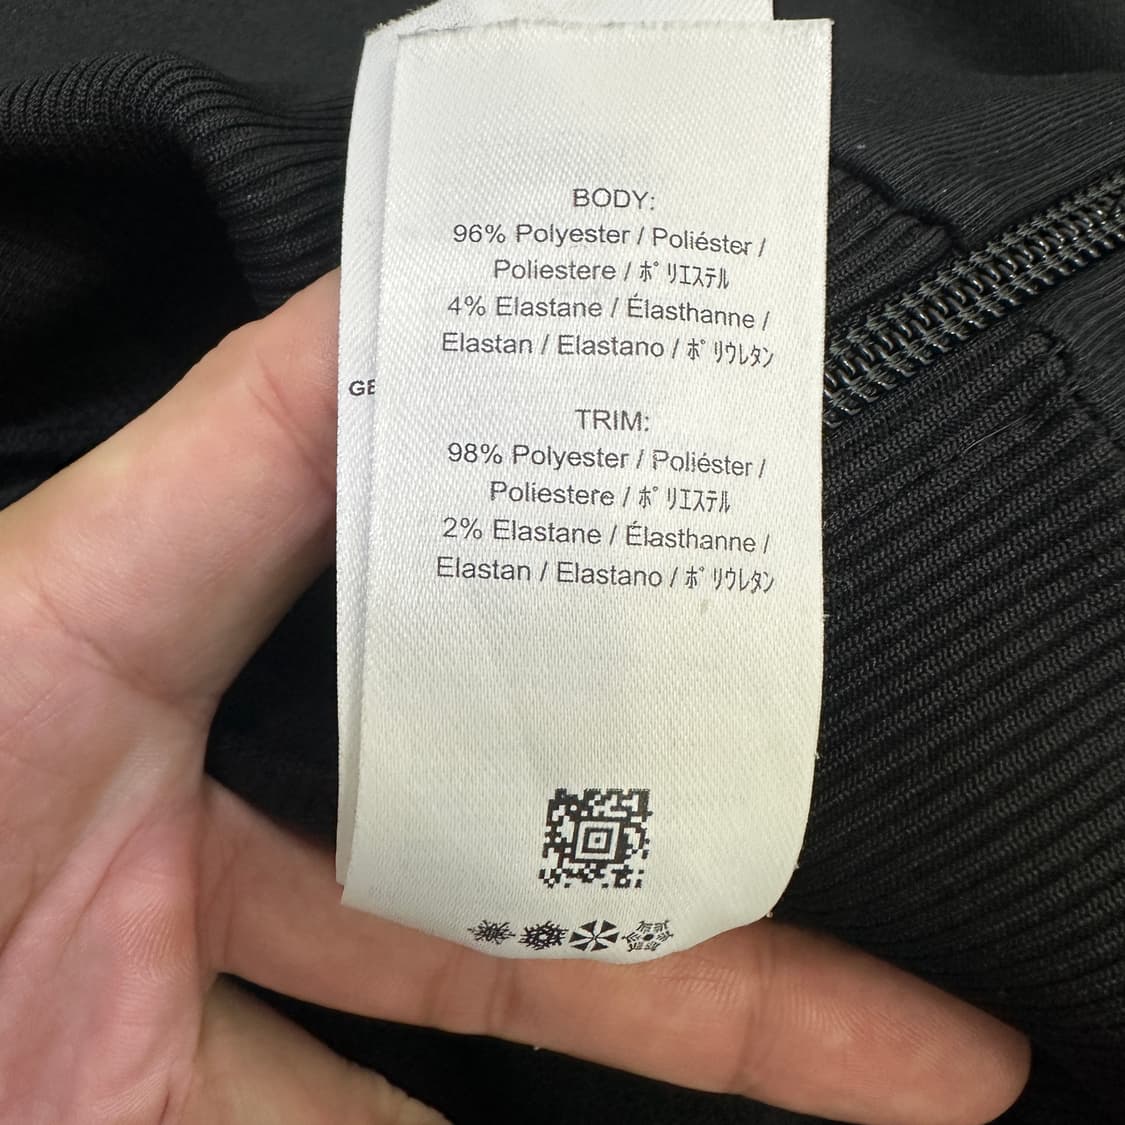 BODY:
96% Polyester / Poliéster /
Poliestere / ﾎﾟﾘｴｽﾃﾙ
4% Elastane / Élasthanne /
Elastan / Elastano / ﾎﾟﾘｳﾚﾀﾝ
GE
TRIM:
98% Polyester / Poliéster /
Poliestere / ﾎﾟﾘｴｽﾃﾙ
2% Elastane / Élasthanne /
Elastan / Elastano / ﾎﾟﾘｳﾚﾀﾝ